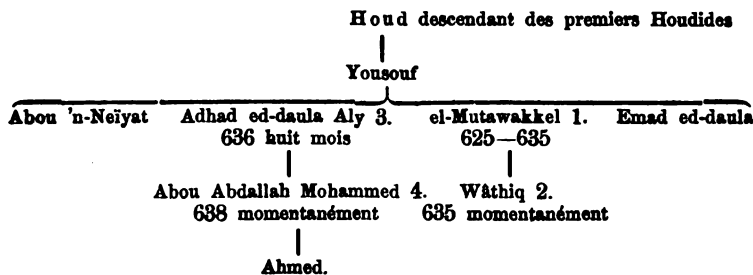 Houd descendant des premiers Houdides
Yousouf
Abou 'n-Neïyat Adhad ed-daula Aly 3. el-Mutawakkel 1. Emad ed-daula
636 huit mois 625—635
Abou Abdallah Mohammed 4. Wâthiq 2.
638 momentanément 635 momentanément
Ahmed.